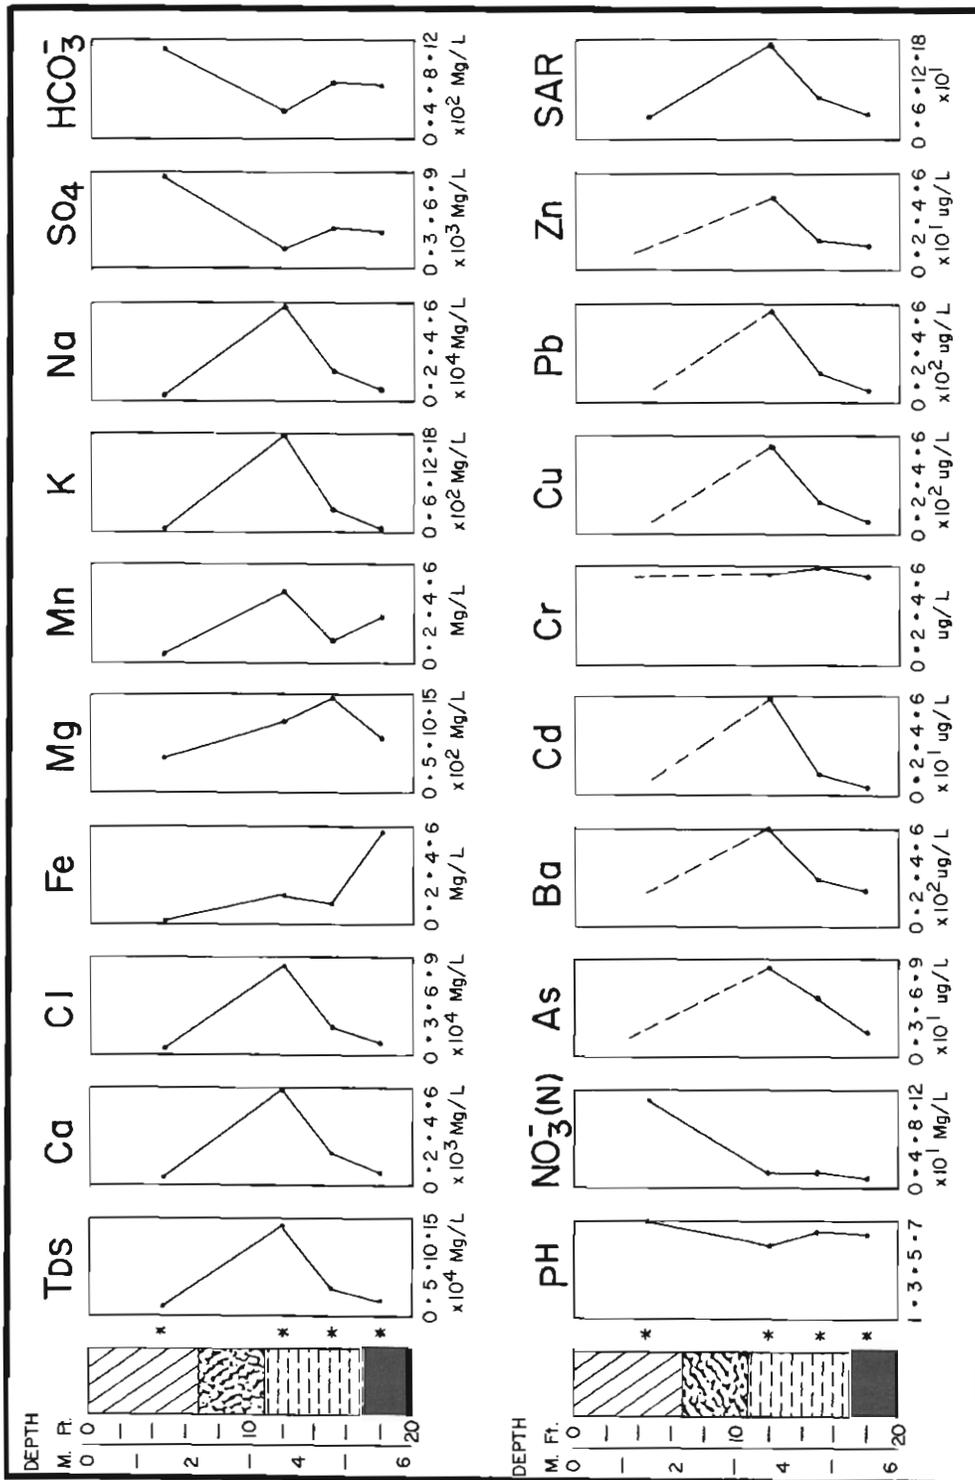 DEPTH
M. Ft.
TDS Ca Cl Fe Mg Mn K Na SO4 HCO3⁻
0 0
2
10
4
6 20
* * * *
0•5•10•15 0•2•4•6 0•3•6•9 0•2•4•6 0•5•10•15 0•2•4•6 0•6•12•18 0•2•4•6 0•3•6•9 0•4•8•12
x10⁴ Mg/L x10³ Mg/L x10⁴ Mg/L Mg/L x10² Mg/L Mg/L x10² Mg/L x10⁴ Mg/L x10³ Mg/L x10² Mg/L
DEPTH
M. Ft.
PH NO3⁻(N) As Ba Cd Cr Cu Pb Zn SAR
0 0
2
10
4
6 20
* * * *
1•3•5•7 0•4•8•12 0•3•6•9 0•2•4•6 0•2•4•6 0•2•4•6 0•2•4•6 0•2•4•6 0•2•4•6 0•6•12•18
x10¹ Mg/L x10¹ ug/L x10² ug/L x10¹ ug/L ug/L x10² ug/L x10² ug/L x10¹ ug/L x10¹